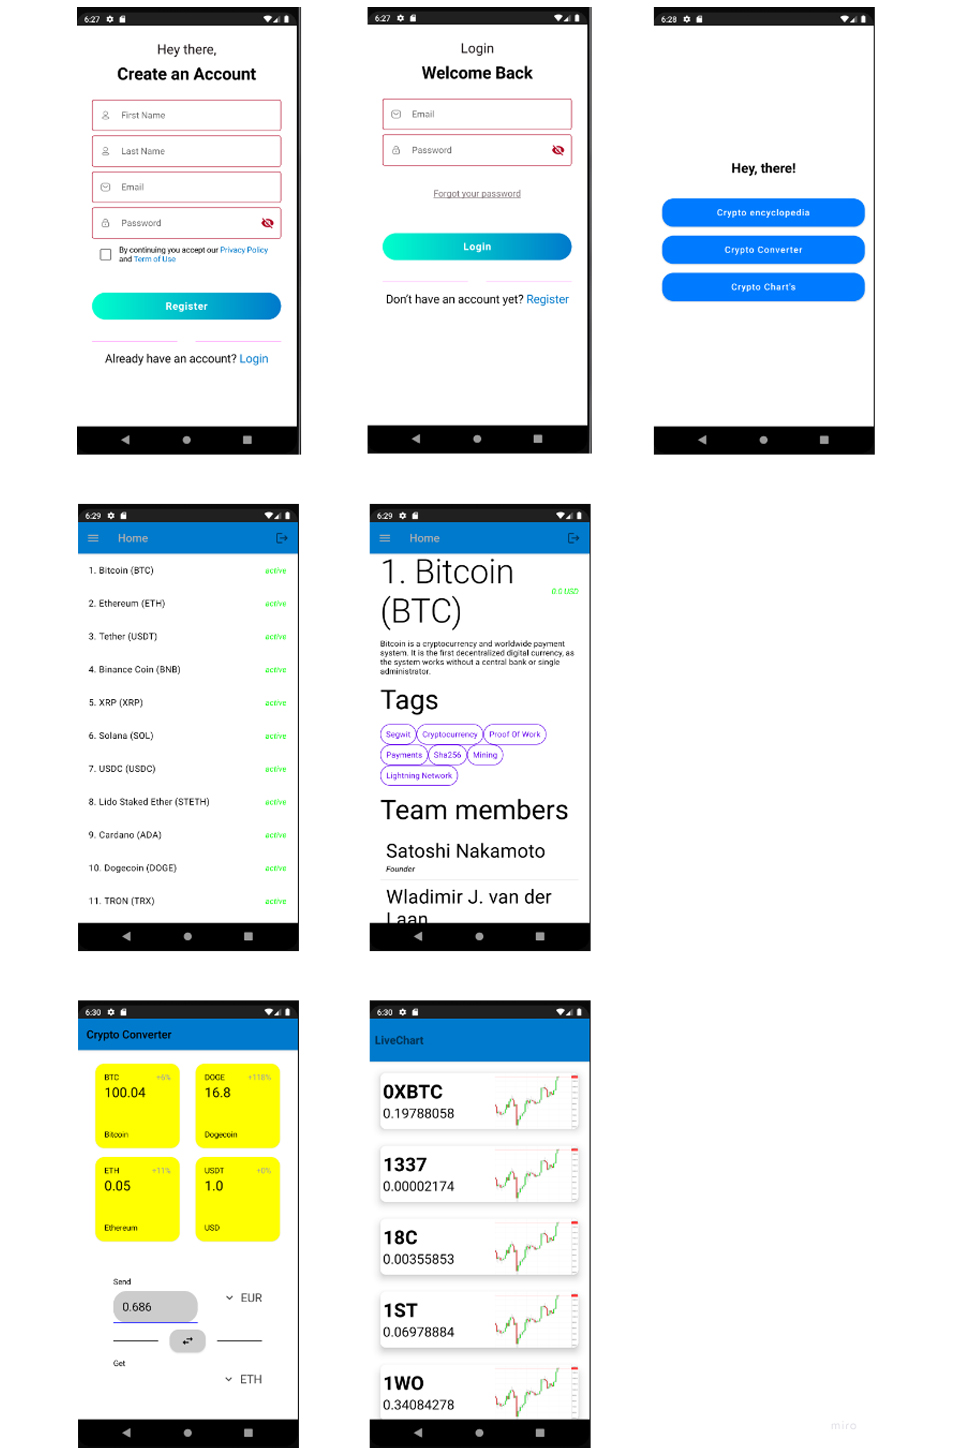 6:27
Hey there,
Create an Account
First Name
Last Name
Email
Password
By continuing you accept our Privacy Policy
and Term of Use
Register
Already have an account? Login
6:27
Login
Welcome Back
Email
Password
Forgot your password
Login
Don't have an account yet? Register
6:28
Hey, there!
Crypto encyclopedia
Crypto Converter
Crypto Chart's
6:29
Home
1. Bitcoin (BTC) active
2. Ethereum (ETH) active
3. Tether (USDT) active
4. Binance Coin (BNB) active
5. XRP (XRP) active
6. Solana (SOL) active
7. USDC (USDC) active
8. Lido Staked Ether (STETH) active
9. Cardano (ADA) active
10. Dogecoin (DOGE) active
11. TRON (TRX) active
6:29
Home
1. Bitcoin
(BTC)
0.0 USD
Bitcoin is a cryptocurrency and worldwide payment
system. It is the first decentralized digital currency, as
the system works without a central bank or single
administrator.
Tags
Segwit Cryptocurrency Proof Of Work
Payments Sha256 Mining
Lightning Network
Team members
Satoshi Nakamoto
Founder
Wladimir J. van der
Laan
6:30
Crypto Converter
BTC +6%
100.04
Bitcoin
DOGE +118%
16.8
Dogecoin
ETH +11%
0.05
Ethereum
USDT +0%
1.0
USD
Send
0.686
EUR
Get
ETH
6:30
LiveChart
0XBTC
0.19788058
1337
0.00002174
18C
0.00355853
1ST
0.06978884
1WO
0.34084278
miro